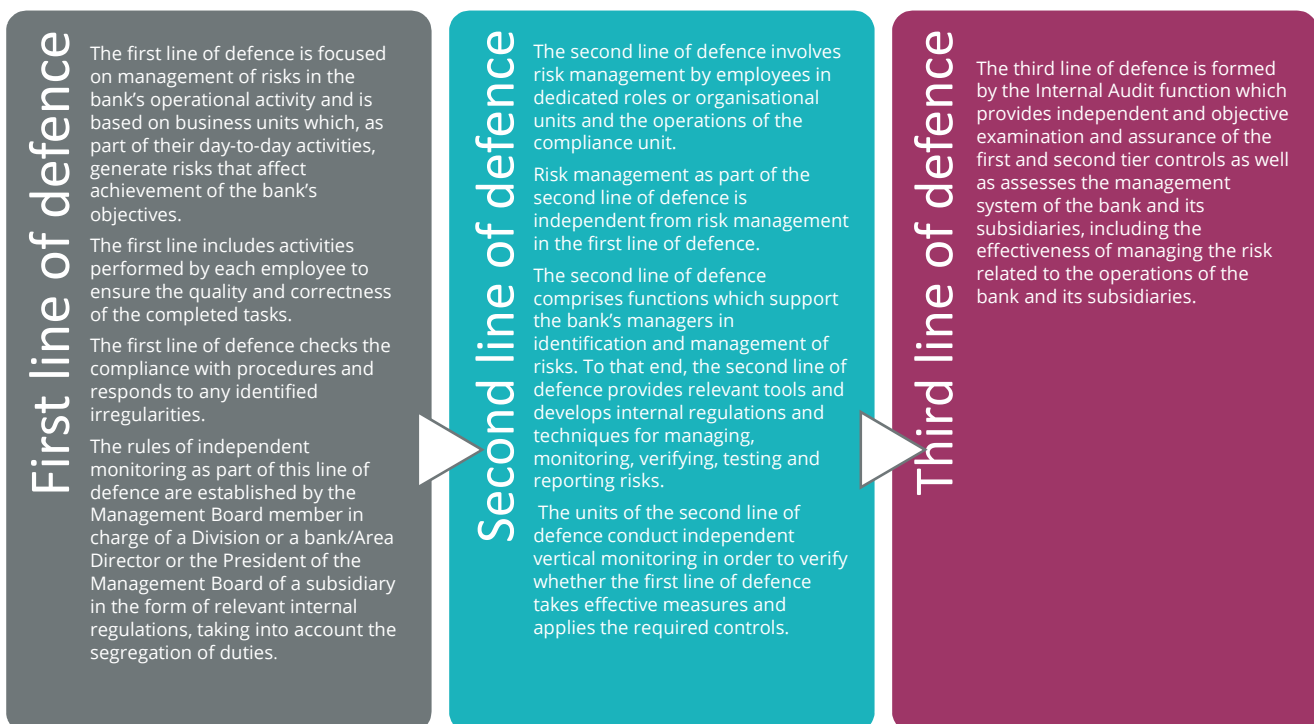 First line of defence
The first line of defence is focused
on management of risks in the
bank’s operational activity and is
based on business units which, as
part of their day-to-day activities,
generate risks that affect
achievement of the bank’s
objectives.
The first line includes activities
performed by each employee to
ensure the quality and correctness
of the completed tasks.
The first line of defence checks the
compliance with procedures and
responds to any identified
irregularities.
The rules of independent
monitoring as part of this line of
defence are established by the
Management Board member in
charge of a Division or a bank/Area
Director or the President of the
Management Board of a subsidiary
in the form of relevant internal
regulations, taking into account the
segregation of duties.
Second line of defence
The second line of defence involves
risk management by employees in
dedicated roles or organisational
units and the operations of the
compliance unit.
Risk management as part of the
second line of defence is
independent from risk management
in the first line of defence.
The second line of defence
comprises functions which support
the bank’s managers in
identification and management of
risks. To that end, the second line of
defence provides relevant tools and
develops internal regulations and
techniques for managing,
monitoring, verifying, testing and
reporting risks.
The units of the second line of
defence conduct independent
vertical monitoring in order to verify
whether the first line of defence
takes effective measures and
applies the required controls.
Third line of defence
The third line of defence is formed
by the Internal Audit function which
provides independent and objective
examination and assurance of the
first and second tier controls as well
as assesses the management
system of the bank and its
subsidiaries, including the
effectiveness of managing the risk
related to the operations of the
bank and its subsidiaries.